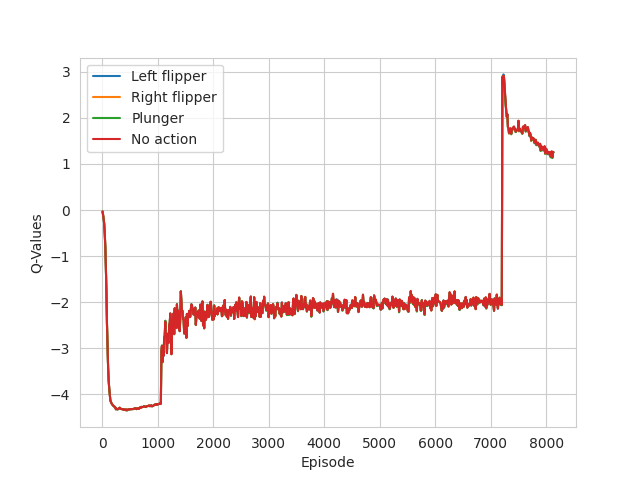 Left flipper
Right flipper
Plunger
No action
3
2
1
0
−1
−2
−3
−4
Q-Values
0 1000 2000 3000 4000 5000 6000 7000 8000
Episode